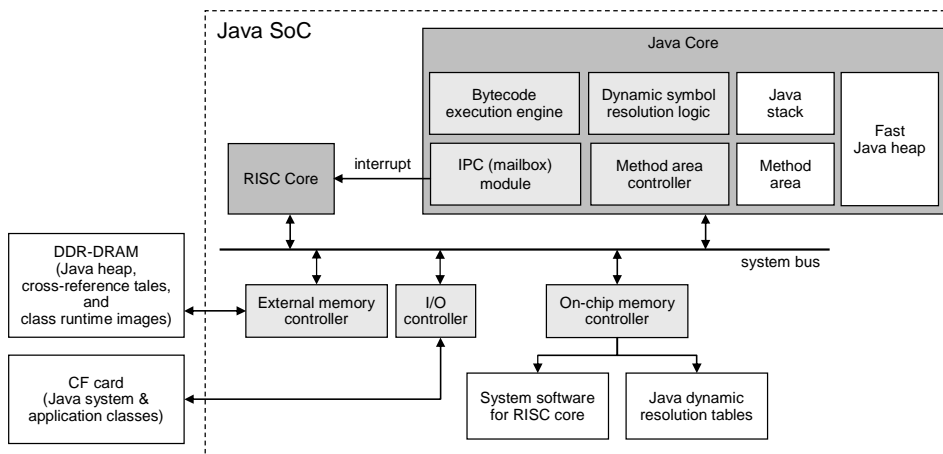 Java SoC
Java Core
Bytecode
execution engine
Dynamic symbol
resolution logic
Java
stack
Fast
Java heap
IPC (mailbox)
module
Method area
controller
Method
area
interrupt
RISC Core
system bus
DDR-DRAM
(Java heap,
cross-reference tales,
and
class runtime images)
External memory
controller
I/O
controller
On-chip memory
controller
CF card
(Java system &
application classes)
System software
for RISC core
Java dynamic
resolution tables